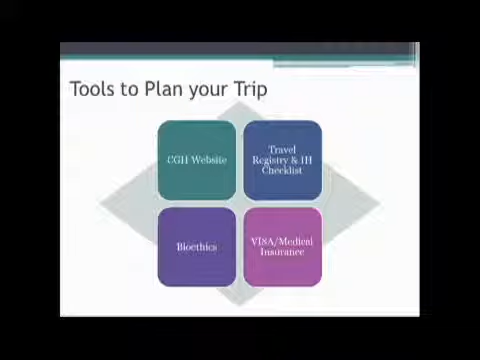 Tools to Plan your Trip
CGH Website
Travel
Registry & IH
Checklist
Bioethics
VISA/Medical
Insurance